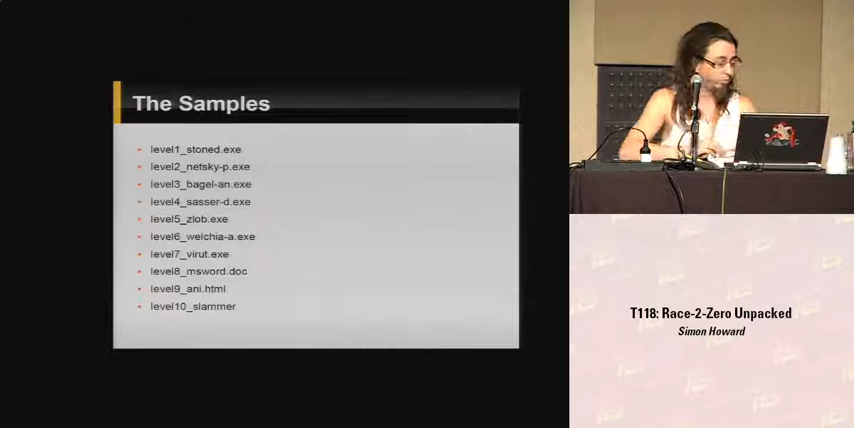 The Samples
level1_stoned.exe
level2_netsky-p.exe
level3_bagel-an.exe
level4_sasser-d.exe
level5_zlob.exe
level6_welchia-a.exe
level7_virut.exe
level8_msword.doc
level9_ani.html
level10_slammer
T118: Race-2-Zero Unpacked
Simon Howard